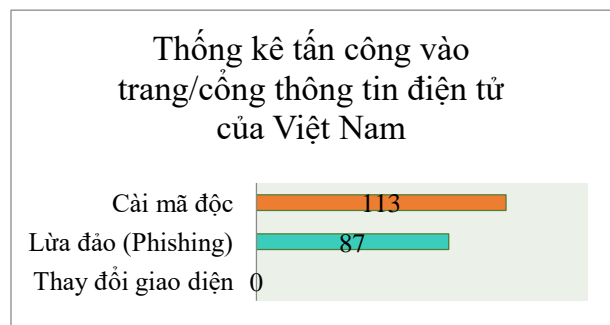 Thống kê tấn công vào
trang/cổng thông tin điện tử
của Việt Nam
Cài mã độc
113
Lừa đảo (Phishing)
87
Thay đổi giao diện
0